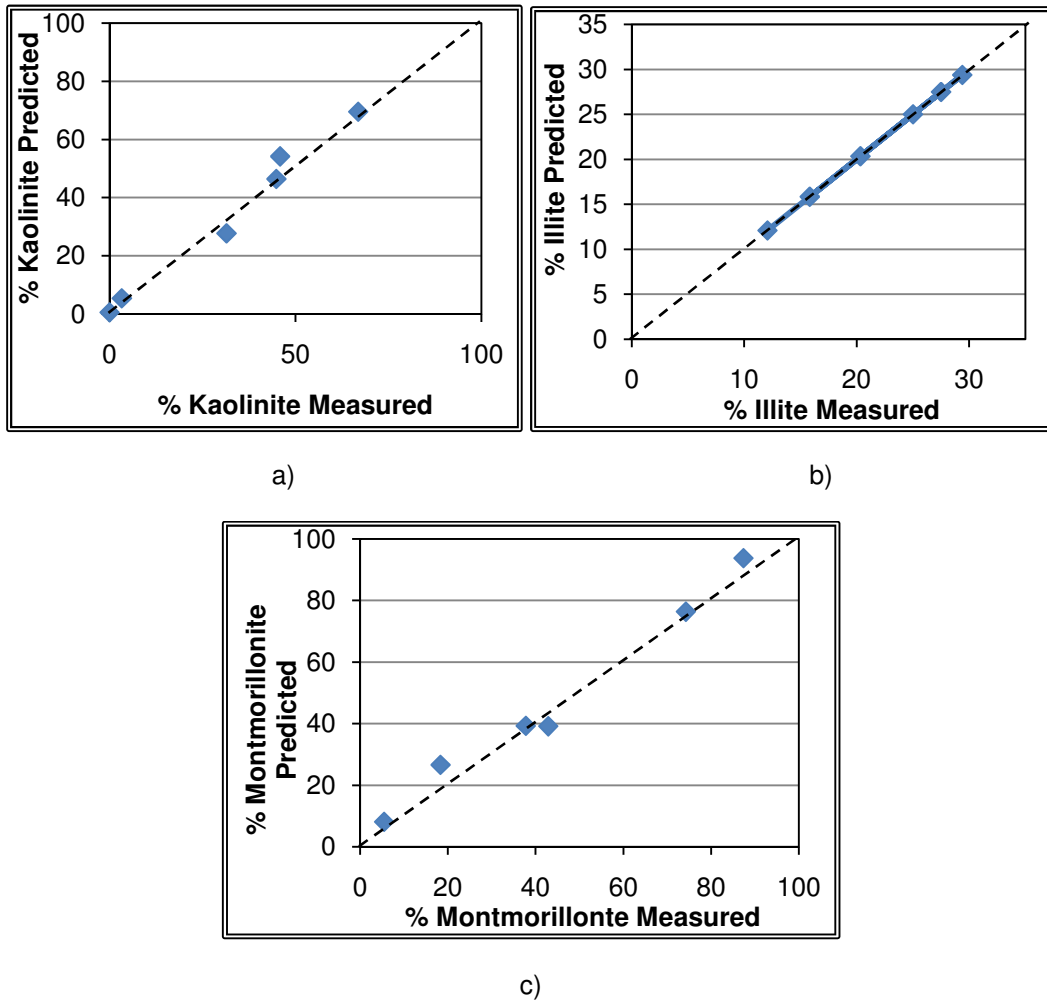 100
80
60
40
20
0
% Kaolinite Predicted
0 50 100
% Kaolinite Measured
a)
35
30
25
20
15
10
5
0
% Illite Predicted
0 10 20 30
% Illite Measured
b)
100
80
60
40
20
0
% Montmorillonite
Predicted
0 20 40 60 80 100
% Montmorillonte Measured
c)